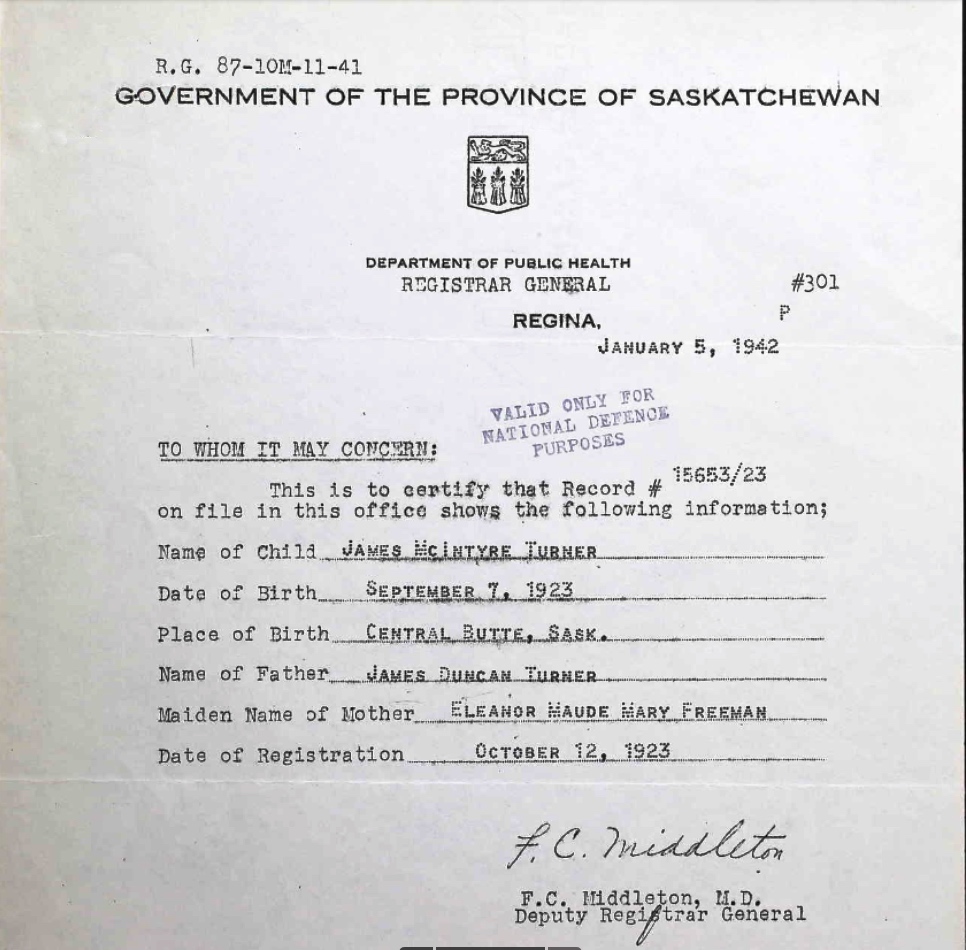 R.G. 87-10M-11-41
GOVERNMENT OF THE PROVINCE OF SASKATCHEWAN
DEPARTMENT OF PUBLIC HEALTH
REGISTRAR GENERAL
#301
P
REGINA,
JANUARY 5, 1942
VALID ONLY FOR
NATIONAL DEFENCE
PURPOSES
TO WHOM IT MAY CONCERN:
This is to certify that Record # 15653/23
on file in this office shows the following information;
Name of Child JAMES MCINTYRE TURNER
Date of Birth SEPTEMBER 7, 1923
Place of Birth CENTRAL BUTTE, SASK.
Name of Father JAMES DUNCAN TURNER
Maiden Name of Mother ELEANOR MAUDE MARY FREEMAN
Date of Registration OCTOBER 12, 1923
F. C. Middleton
F.C. Middleton, M.D.
Deputy Registrar General